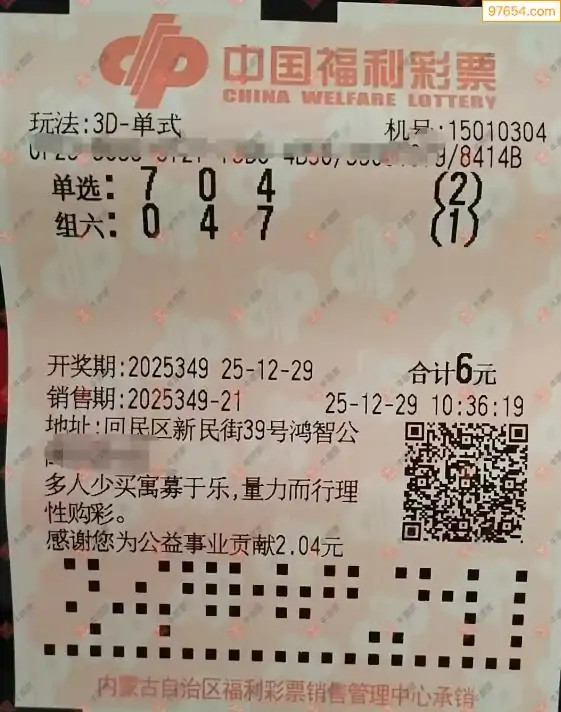 97654.com
中国福利彩票
CHINA WELFARE LOTTERY
玩法:3D-单式 机号:15010304
/8414B
单选: 7 0 4 (2)
组六: 0 4 7 (1)
开奖期:2025349 25-12-29 合计6元
销售期:2025349-21 25-12-29 10:36:19
地址:回民区新民街39号鸿智公
多人少买寓募于乐,量力而行理
性购彩。
感谢您为公益事业贡献2.04元
内蒙古自治区福利彩票销售管理中心承销